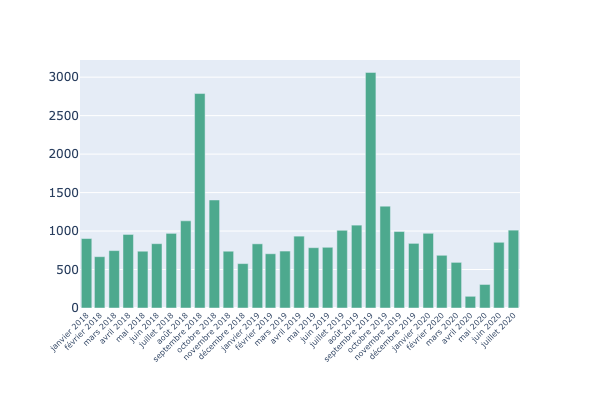 3000
2500
2000
1500
1000
500
0
janvier 2018
février 2018
mars 2018
avril 2018
mai 2018
juin 2018
juillet 2018
août 2018
septembre 2018
octobre 2018
novembre 2018
décembre 2018
janvier 2019
février 2019
mars 2019
avril 2019
mai 2019
juin 2019
juillet 2019
août 2019
septembre 2019
octobre 2019
novembre 2019
décembre 2019
janvier 2020
février 2020
mars 2020
avril 2020
mai 2020
juin 2020
juillet 2020